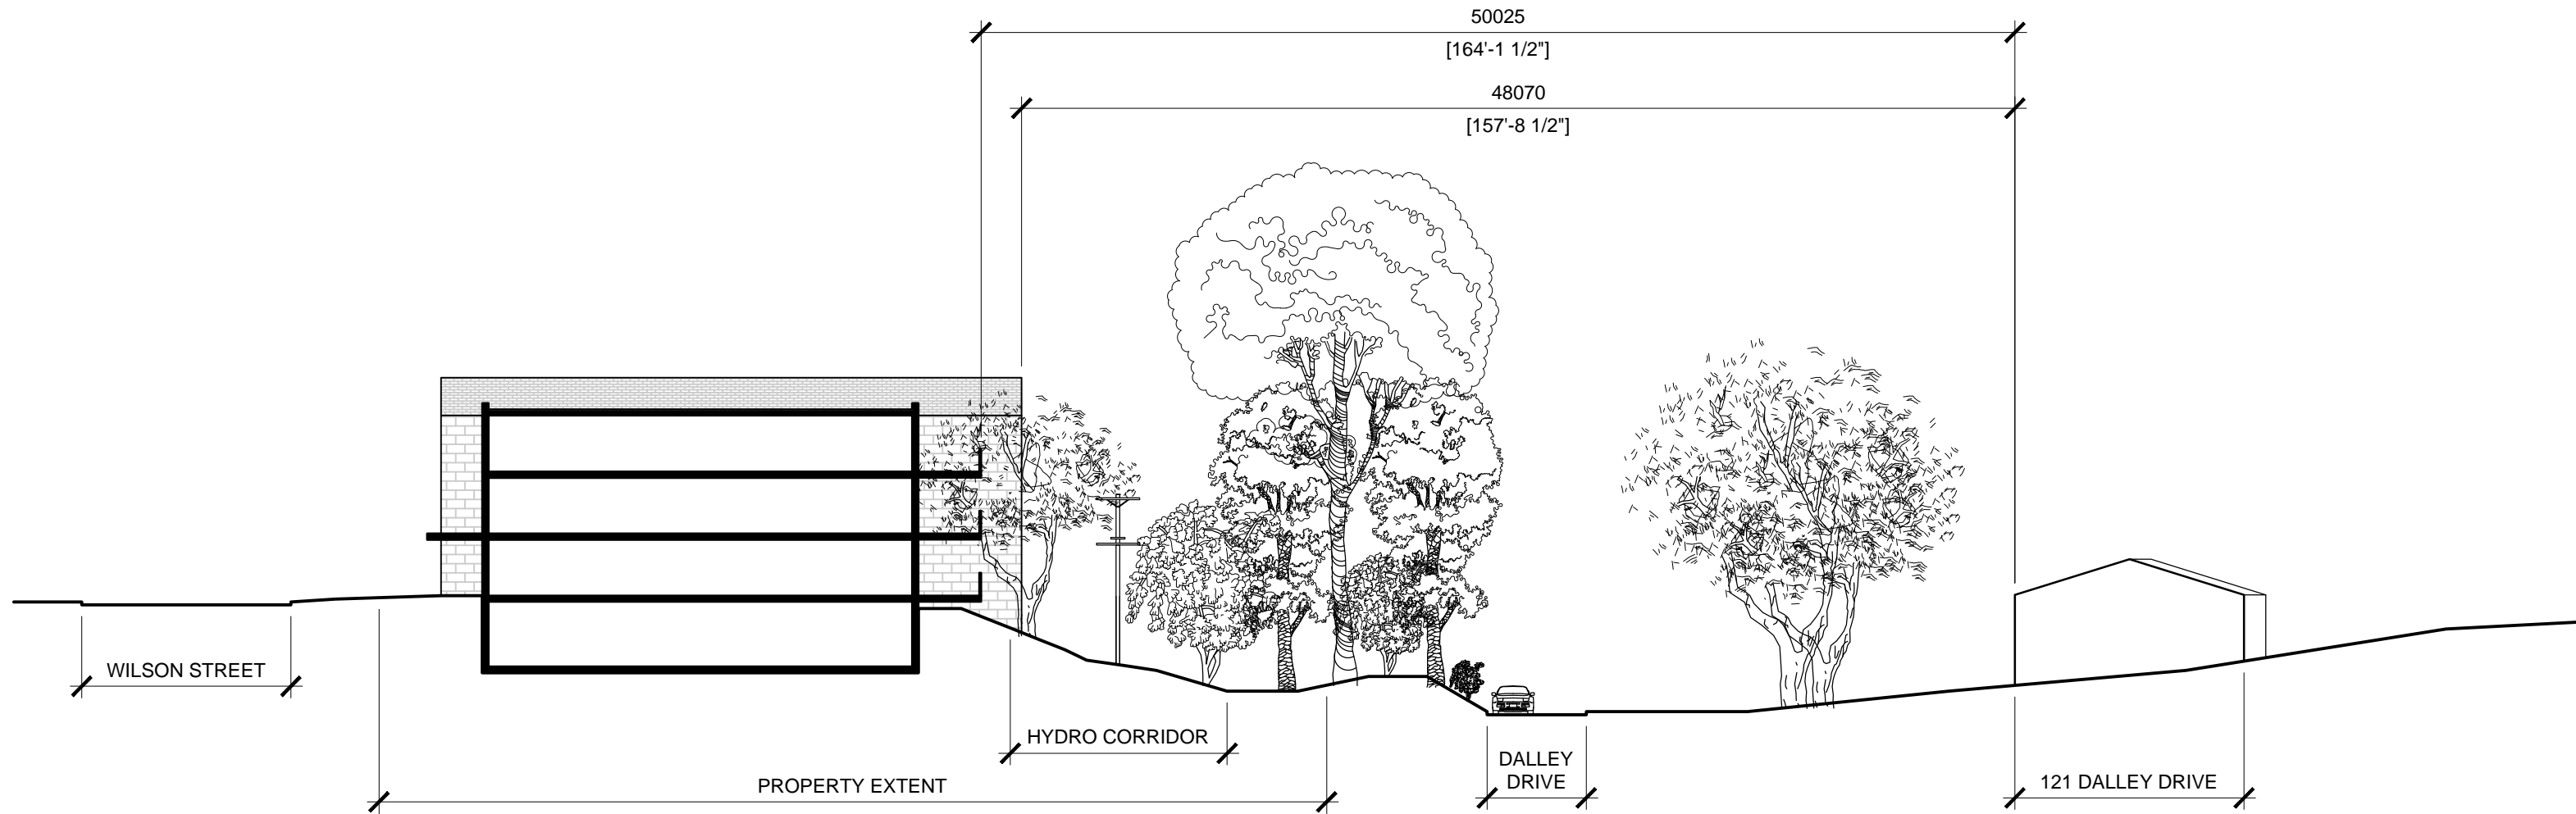 50025
[164'-1 1/2"]
48070
[157'-8 1/2"]
WILSON STREET
HYDRO CORRIDOR
PROPERTY EXTENT
DALLEY
DRIVE
121 DALLEY DRIVE